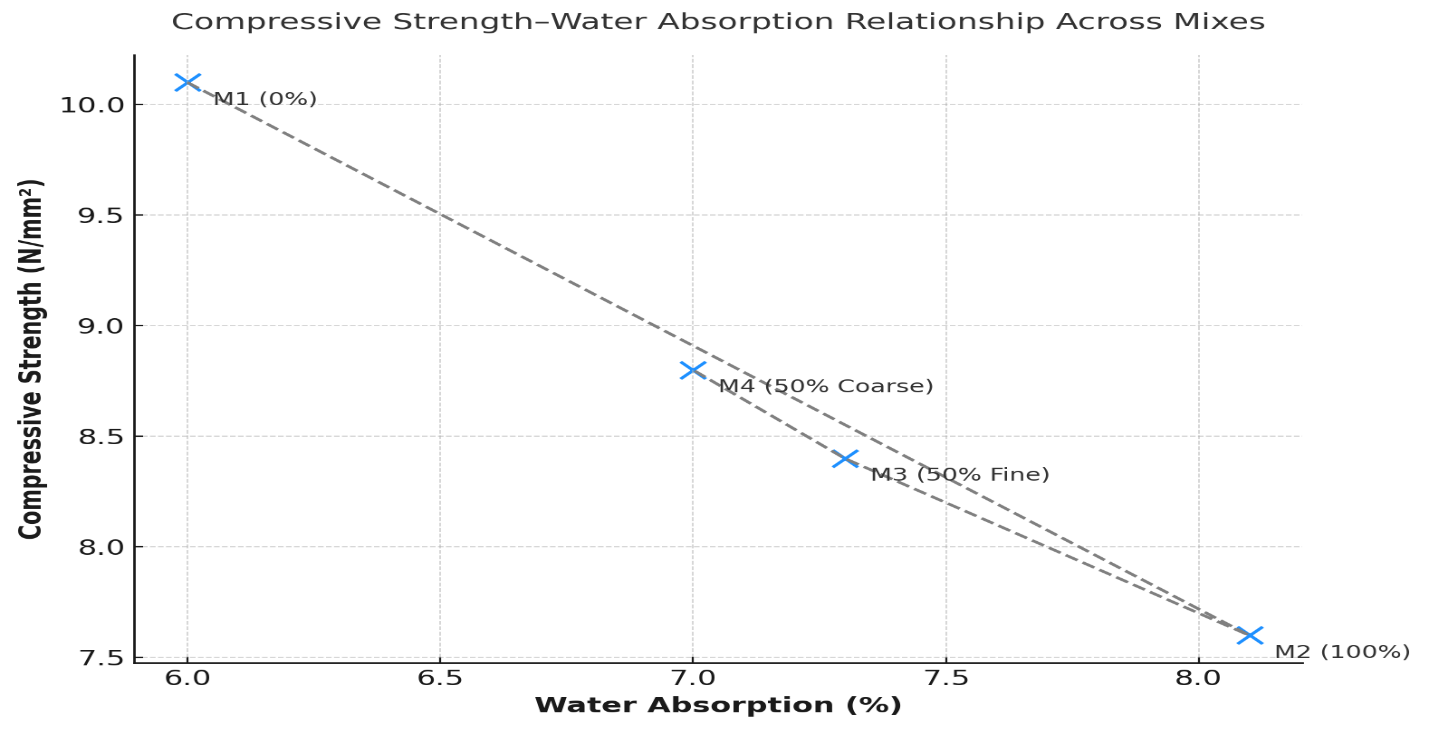 Compressive Strength–Water Absorption Relationship Across Mixes
Compressive Strength (N/mm²)
10.0
9.5
9.0
8.5
8.0
7.5
M1 (0%)
M4 (50% Coarse)
M3 (50% Fine)
M2 (100%)
6.0
6.5
7.0
7.5
8.0
Water Absorption (%)